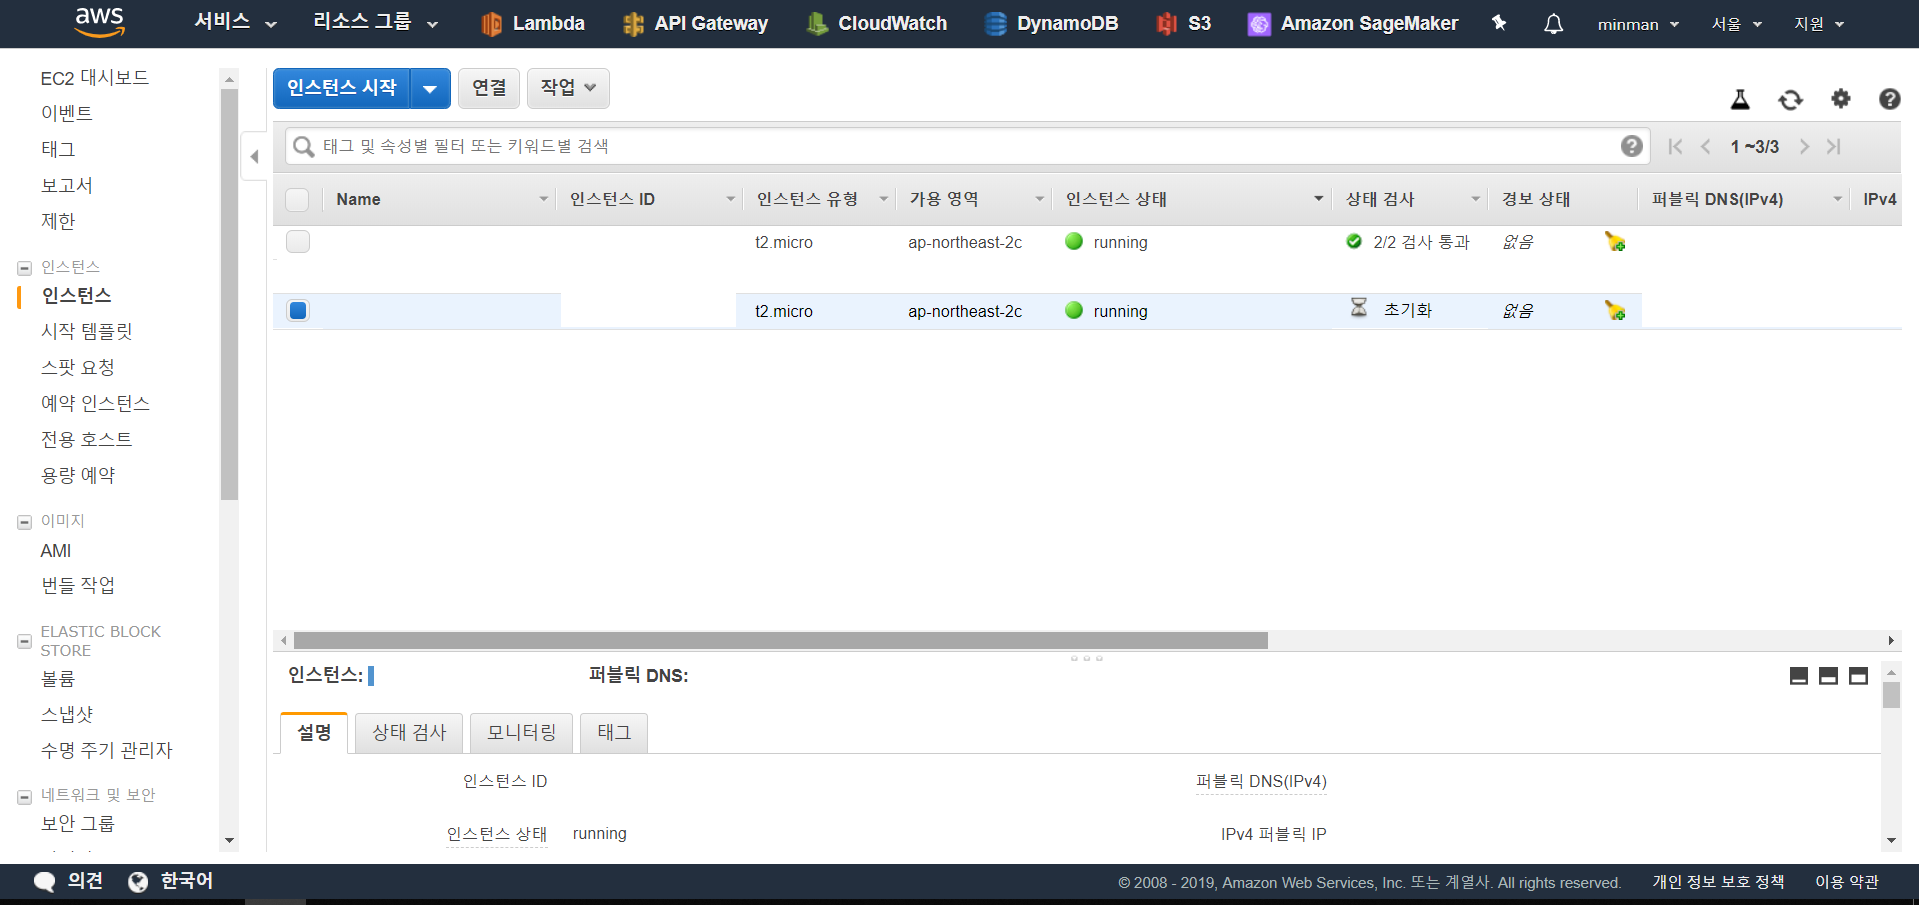 aws 서비스 리소스 그룹 Lambda API Gateway CloudWatch DynamoDB S3 Amazon SageMaker minman 서울 지원
EC2 대시보드
이벤트
태그
보고서
제한
인스턴스
인스턴스
시작 템플릿
스팟 요청
예약 인스턴스
전용 호스트
용량 예약
이미지
AMI
번들 작업
ELASTIC BLOCK
STORE
볼륨
스냅샷
수명 주기 관리자
네트워크 및 보안
보안 그룹
인스턴스 시작 연결 작업
태그 및 속성별 필터 또는 키워드별 검색 1 ~3/3
Name 인스턴스 ID 인스턴스 유형 가용 영역 인스턴스 상태 상태 검사 경보 상태 퍼블릭 DNS(IPv4) IPv4
t2.micro ap-northeast-2c running 2/2 검사 통과 없음
t2.micro ap-northeast-2c running 초기화 없음
인스턴스: 퍼블릭 DNS:
설명 상태 검사 모니터링 태그
인스턴스 ID 퍼블릭 DNS(IPv4)
인스턴스 상태 running IPv4 퍼블릭 IP
의견 한국어 © 2008 - 2019, Amazon Web Services, Inc. 또는 계열사. All rights reserved. 개인 정보 보호 정책 이용 약관